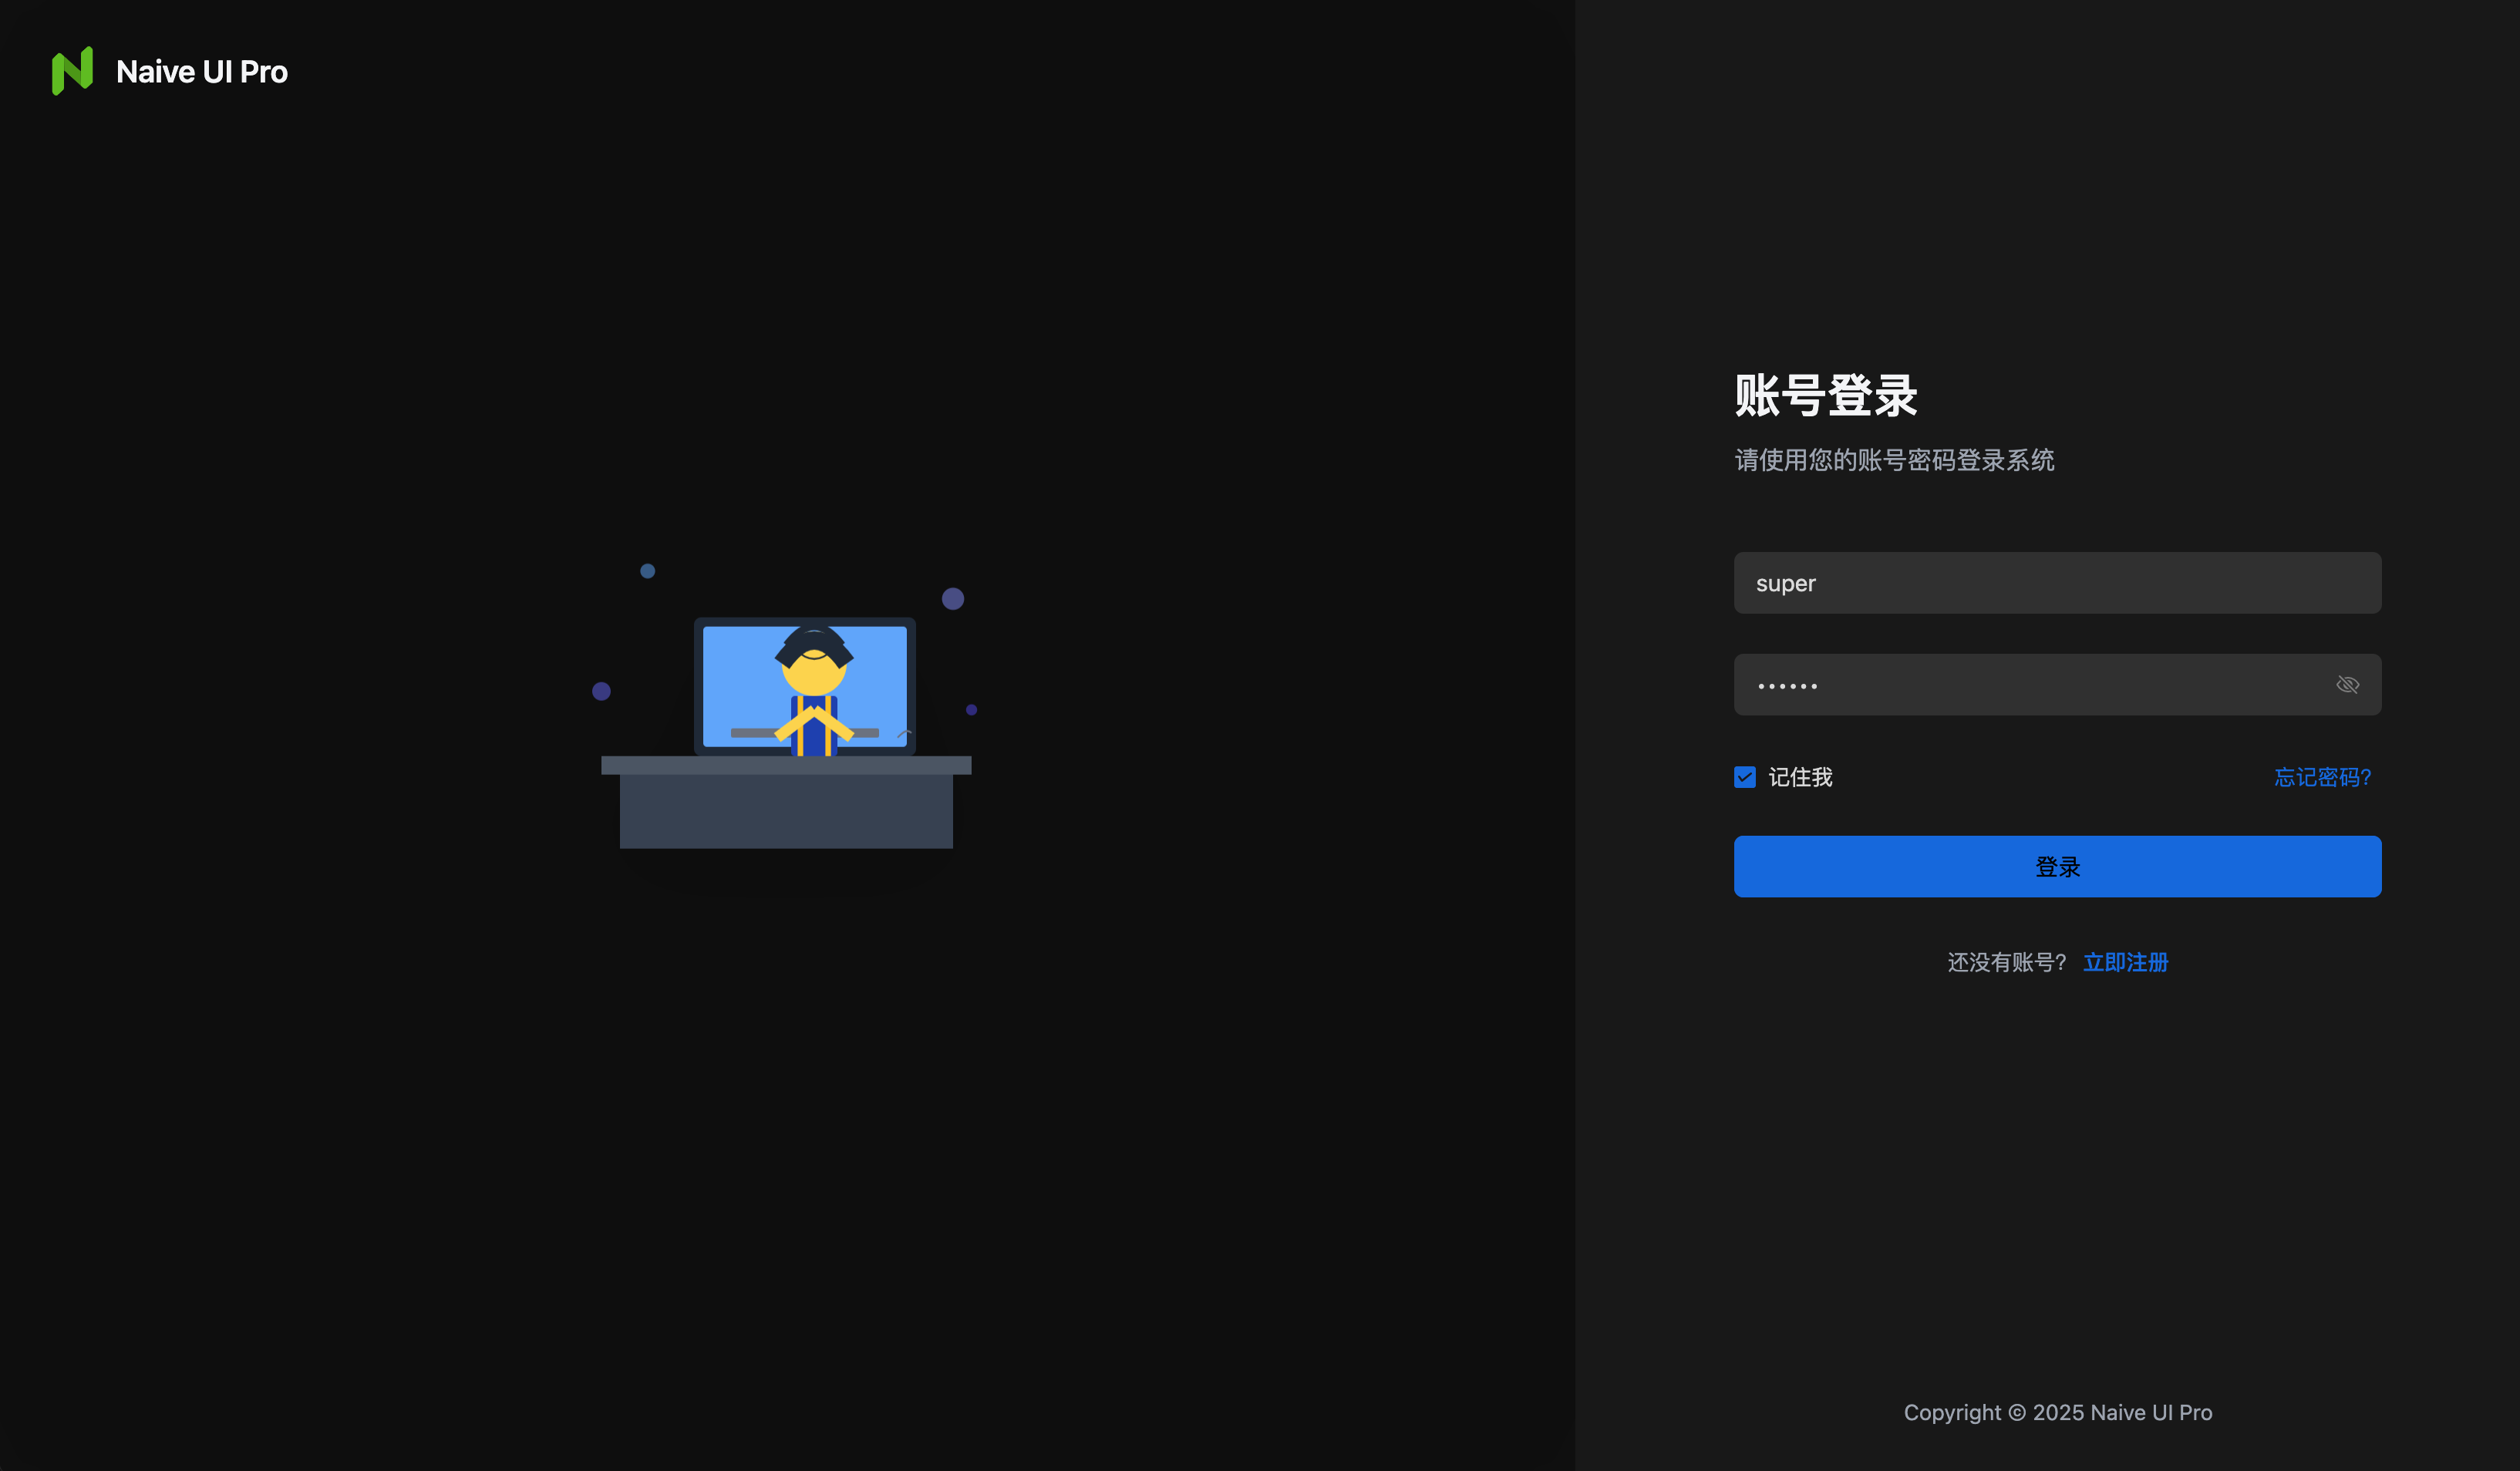 Naive UI Pro
账号登录
请使用您的账号密码登录系统
super
••••••
记住我
忘记密码?
登录
还没有账号? 立即注册
Copyright © 2025 Naive UI Pro